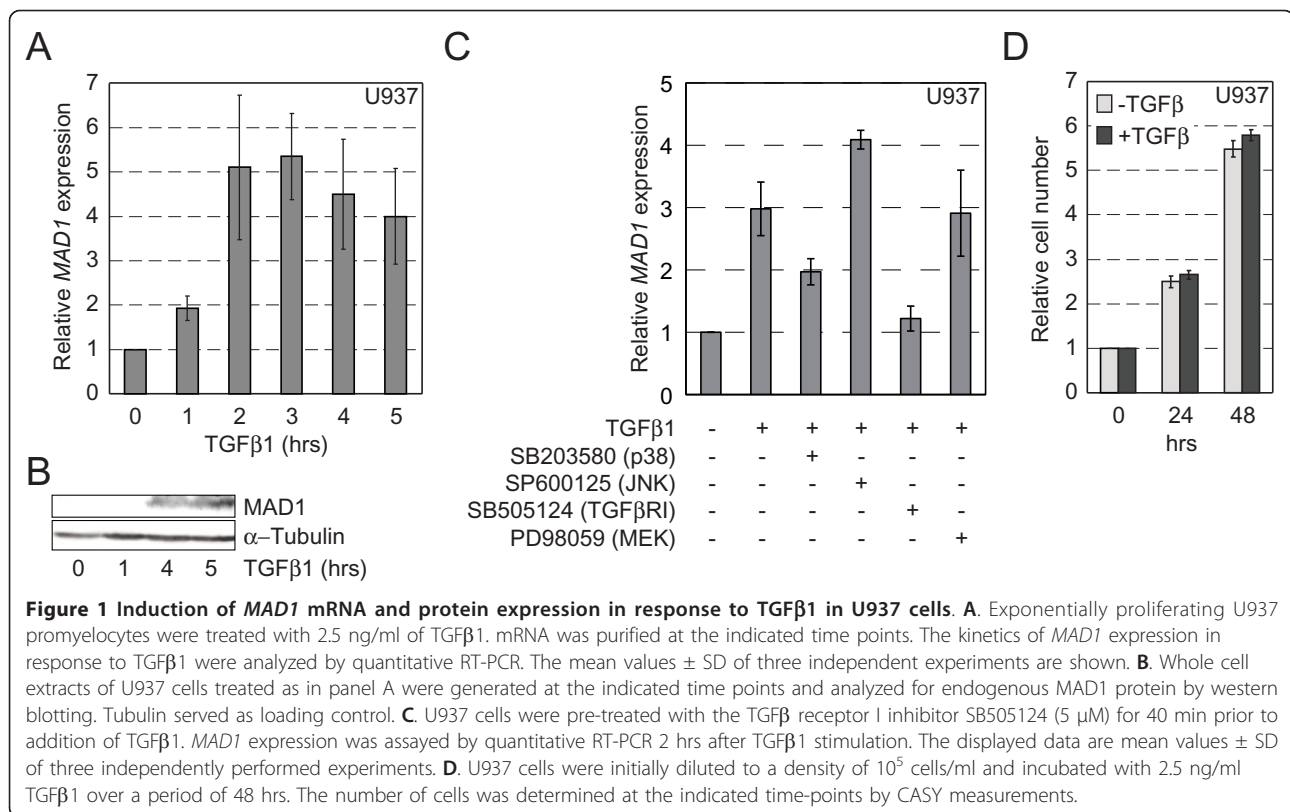 A
Relative MAD1 expression
7
6
5
4
3
2
1
0
U937
0 1 2 3 4 5
TGFβ1 (hrs)
B
MAD1
α–Tubulin
0 1 4 5 TGFβ1 (hrs)
C
Relative MAD1 expression
5
4
3
2
1
0
U937
TGFβ1 - + + + + +
SB203580 (p38) - - + - - -
SP600125 (JNK) - - - + - -
SB505124 (TGFβRI) - - - - + -
PD98059 (MEK) - - - - - +
D
Relative cell number
7
6
5
4
3
2
1
0
U937
-TGFβ
+TGFβ
0 24 48
hrs
Figure 1 Induction of MAD1 mRNA and protein expression in response to TGFβ1 in U937 cells. A. Exponentially proliferating U937
promyelocytes were treated with 2.5 ng/ml of TGFβ1. mRNA was purified at the indicated time points. The kinetics of MAD1 expression in
response to TGFβ1 were analyzed by quantitative RT-PCR. The mean values ± SD of three independent experiments are shown. B. Whole cell
extracts of U937 cells treated as in panel A were generated at the indicated time points and analyzed for endogenous MAD1 protein by western
blotting. Tubulin served as loading control. C. U937 cells were pre-treated with the TGFβ receptor I inhibitor SB505124 (5 μM) for 40 min prior to
addition of TGFβ1. MAD1 expression was assayed by quantitative RT-PCR 2 hrs after TGFβ1 stimulation. The displayed data are mean values ± SD
of three independently performed experiments. D. U937 cells were initially diluted to a density of 10⁵ cells/ml and incubated with 2.5 ng/ml
TGFβ1 over a period of 48 hrs. The number of cells was determined at the indicated time-points by CASY measurements.